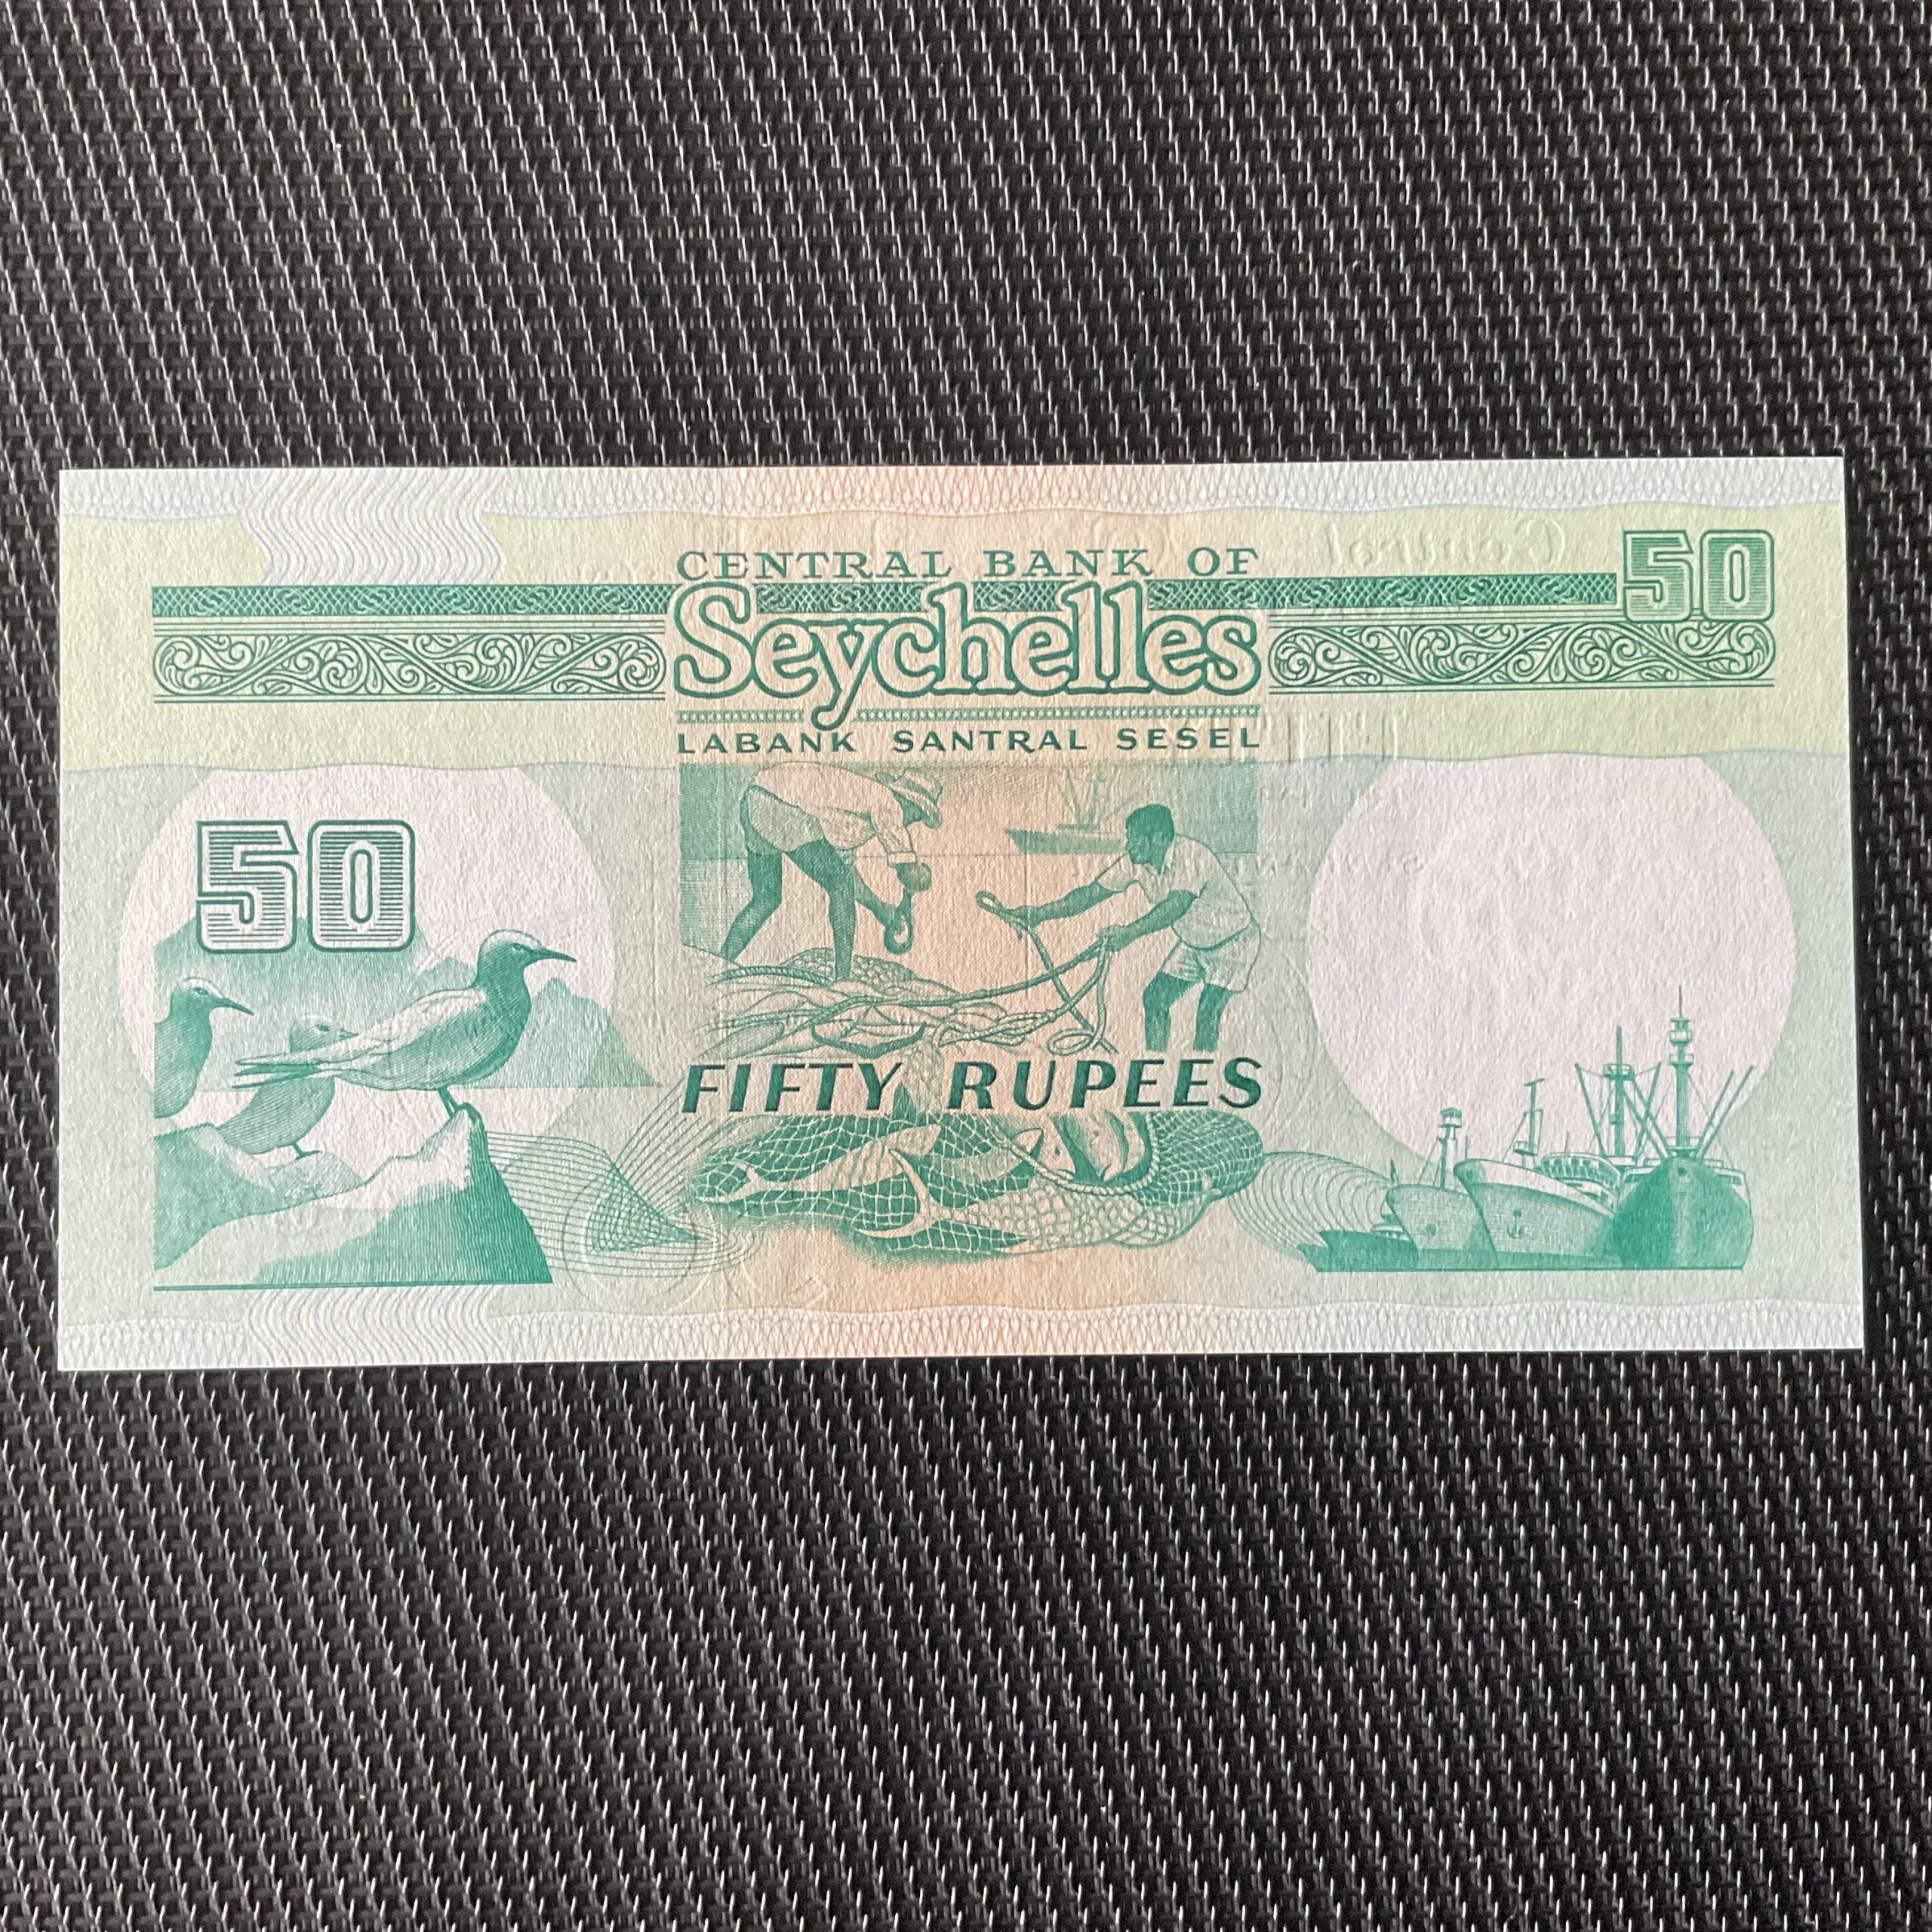 50
CENTRAL BANK OF
Seychelles
LABANK SANTRAL SESEL
50
FIFTY RUPEES